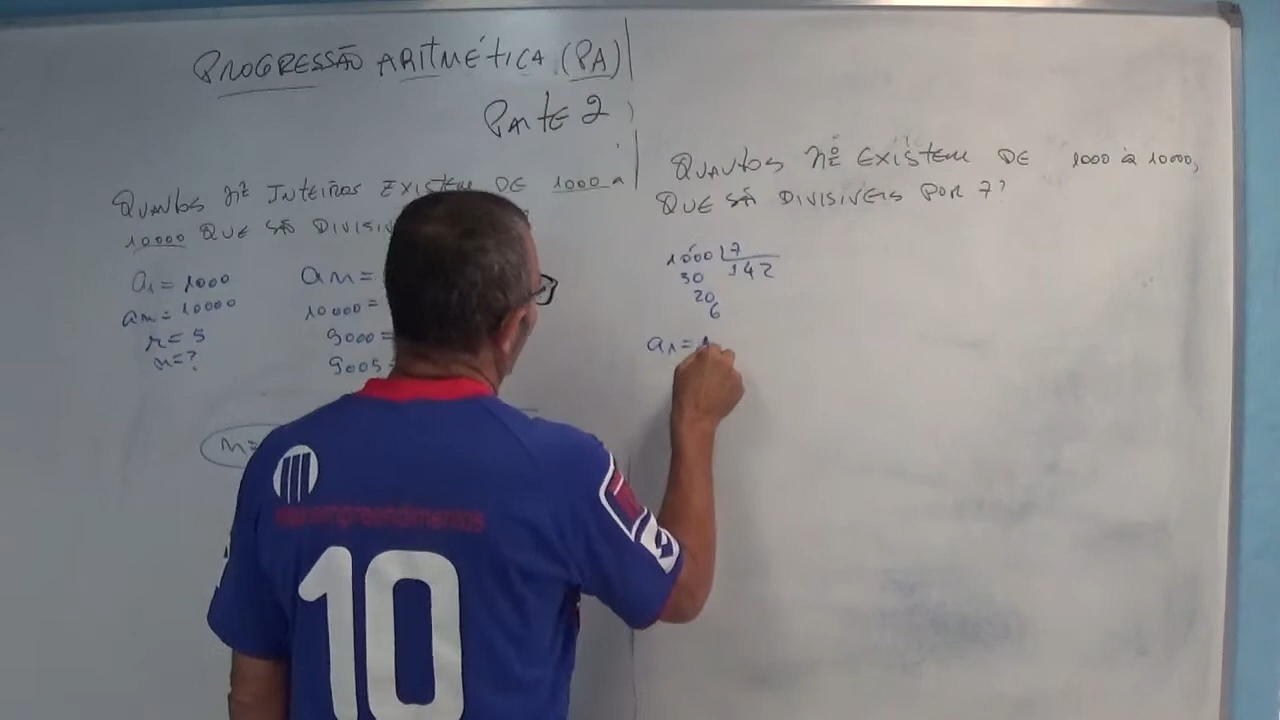 PROGRESSÃO ARITMÉTICA (PA)
PARTE 2
QUANTOS Nº INTEIROS EXISTEM DE 1000 A
10000 QUE SÃO DIVISIV
a1 = 1000
an = 10000
r = 5
n = ?
an =
10000 =
9000 =
9005 =
n =
QUANTOS Nº EXISTEM DE 1000 à 10000,
QUE SÃO DIVISIVEIS POR 7?
1000 7
30 142
20
6
a1 = 1
empreendimentos
10